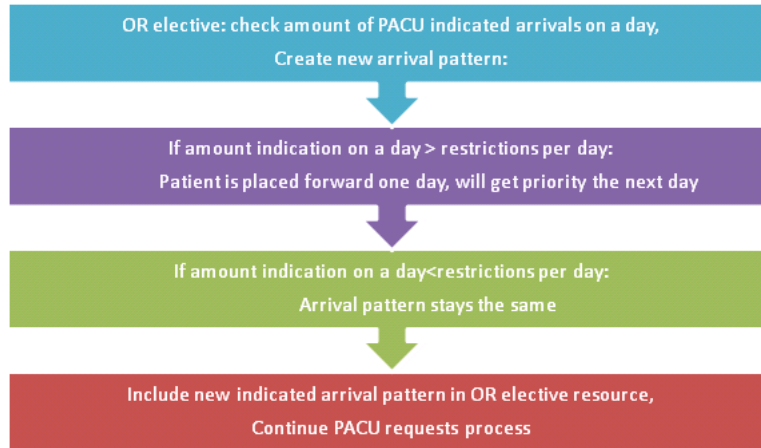 OR elective: check amount of PACU indicated arrivals on a day,
Create new arrival pattern:
If amount indication on a day > restrictions per day:
Patient is placed forward one day, will get priority the next day
If amount indication on a day<restrictions per day:
Arrival pattern stays the same
Include new indicated arrival pattern in OR elective resource,
Continue PACU requests process